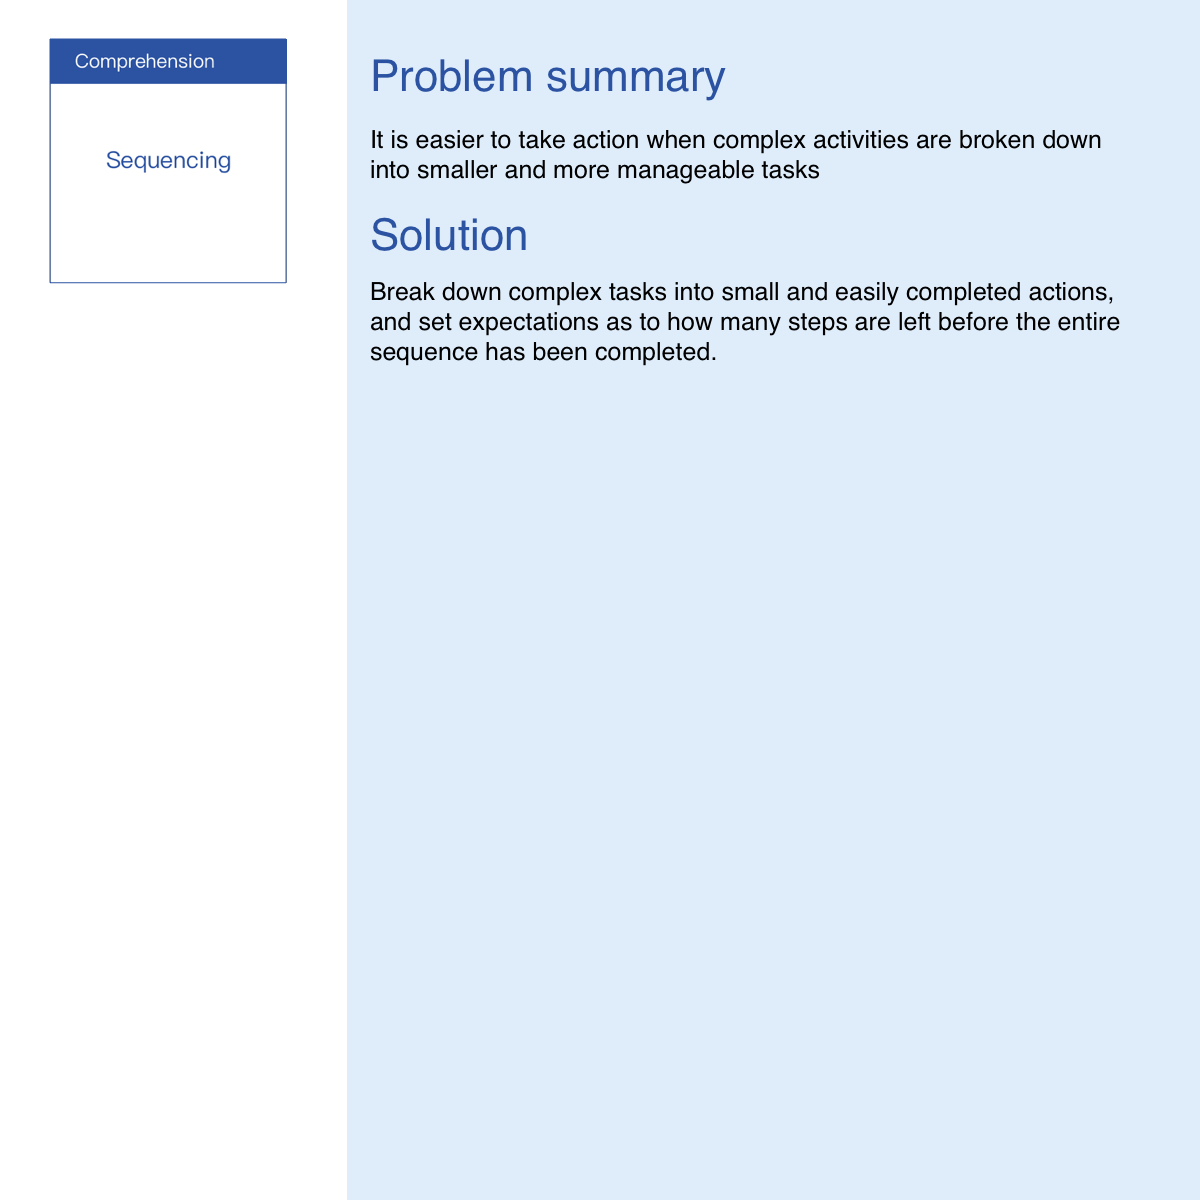 Comprehension
Sequencing
Problem summary
It is easier to take action when complex activities are broken down
into smaller and more manageable tasks
Solution
Break down complex tasks into small and easily completed actions,
and set expectations as to how many steps are left before the entire
sequence has been completed.